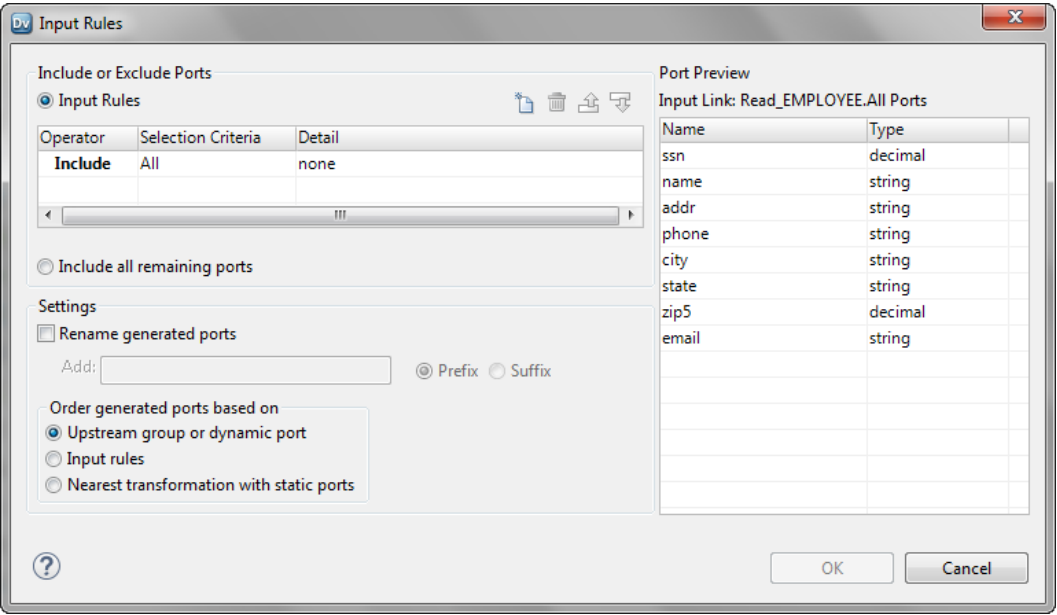 Dv Input Rules
x
Include or Exclude Ports
Input Rules
Operator Selection Criteria Detail
Include All none
Include all remaining ports
Settings
Rename generated ports
Add: Prefix Suffix
Order generated ports based on
Upstream group or dynamic port
Input rules
Nearest transformation with static ports
Port Preview
Input Link: Read_EMPLOYEE.All Ports
Name Type
ssn decimal
name string
addr string
phone string
city string
state string
zip5 decimal
email string
?
OK Cancel